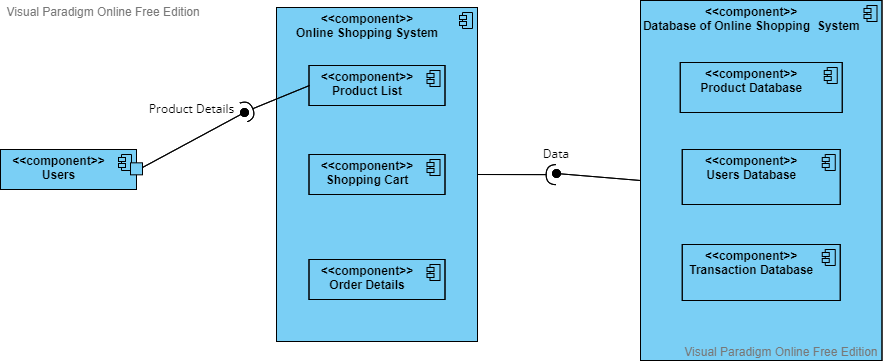 Visual Paradigm Online Free Edition
<<component>>
Online Shopping System
<<component>>
Database of Online Shopping System
<<component>>
Product List
<<component>>
Product Database
Product Details
<<component>>
Users
<<component>>
Shopping Cart
Data
<<component>>
Users Database
<<component>>
Order Details
<<component>>
Transaction Database
Visual Paradigm Online Free Edition